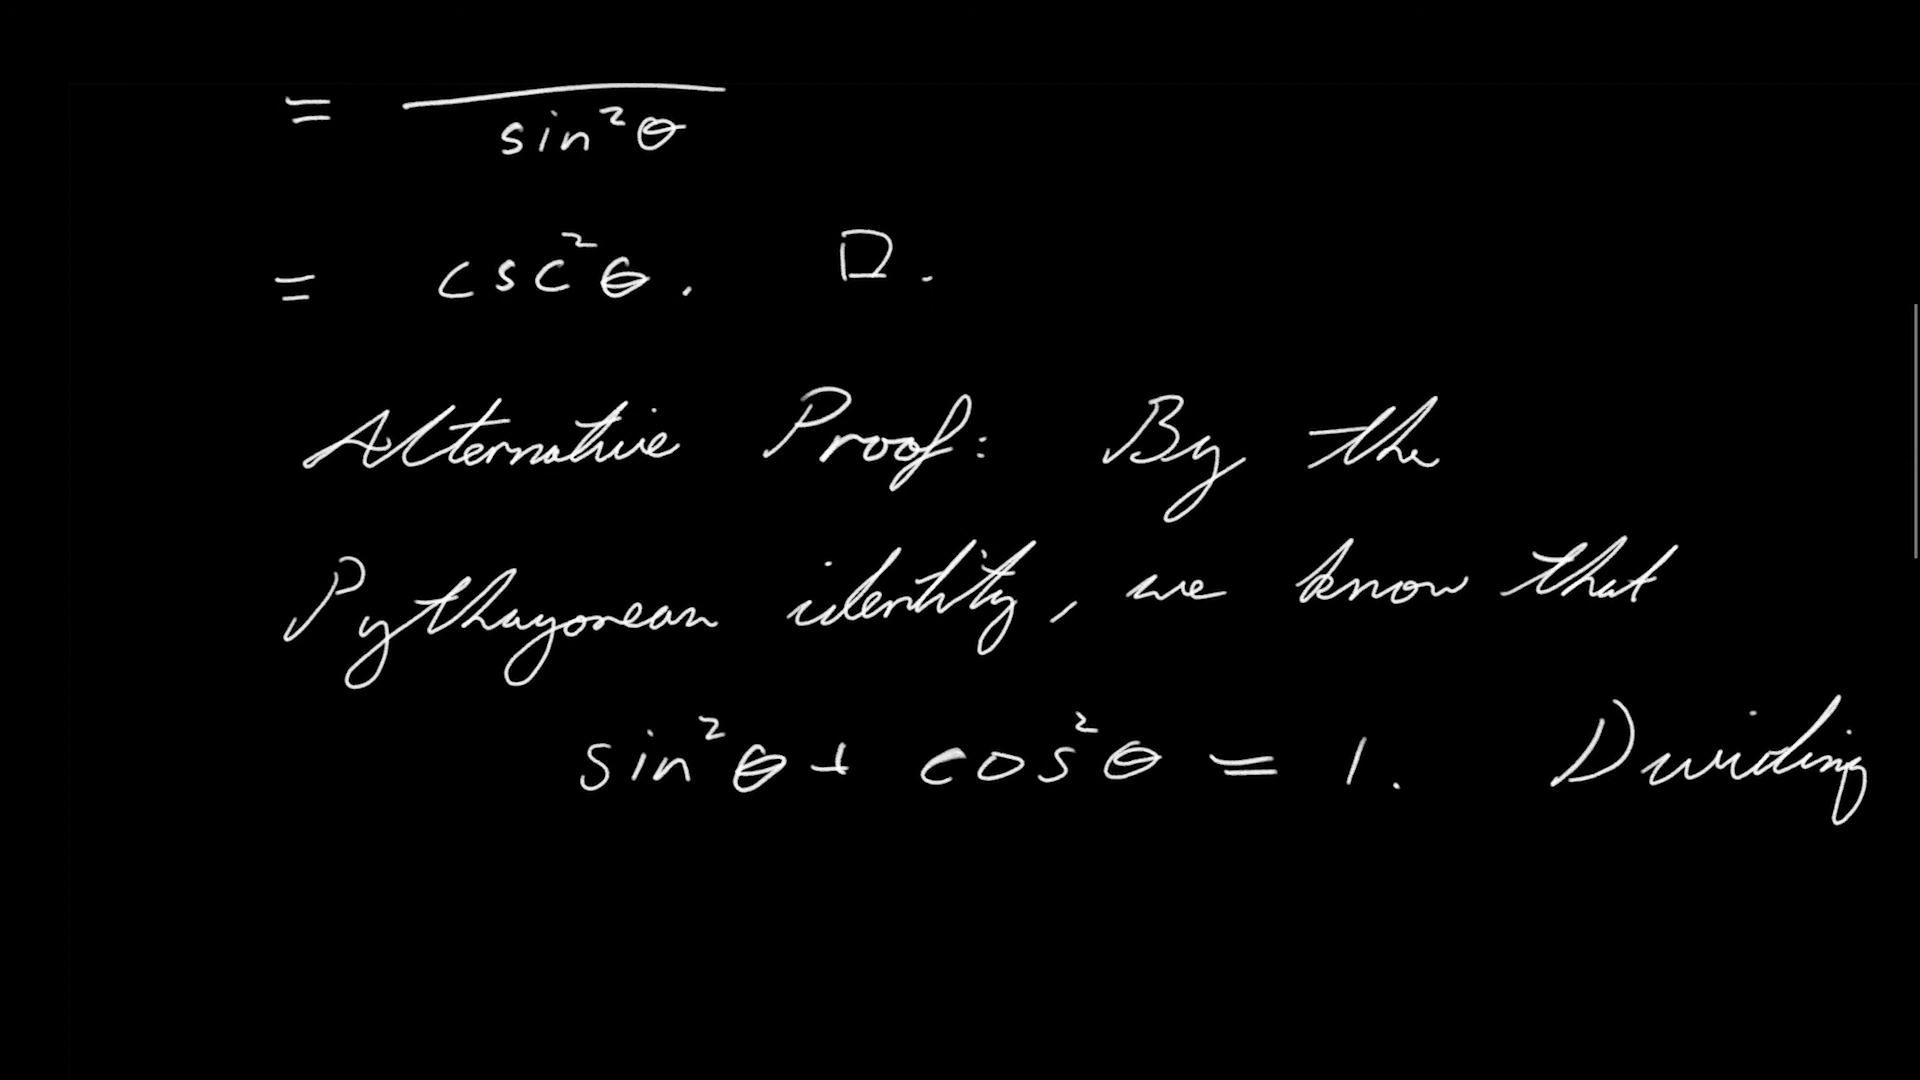 = ―
sin²θ
= csc²θ. □.
Alternative Proof: By the
Pythagorean identity, we know that
sin²θ + cos²θ = 1. Dividing